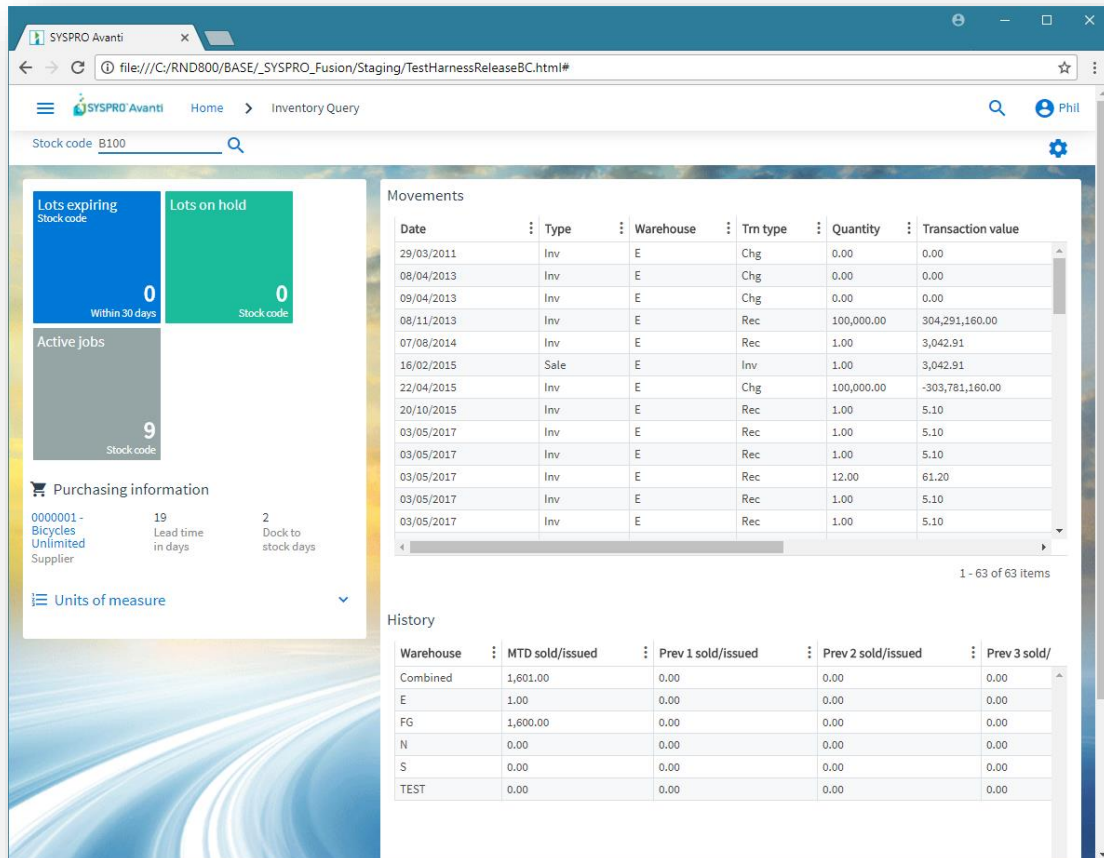 SYSPRO Avanti
file:///C:/RND800/BASE/_SYSPRO_Fusion/Staging/TestHarnessReleaseBC.html#
SYSPRO Avanti Home > Inventory Query Phil
Stock code B100
Lots expiring
Stock code
0
Within 30 days
Lots on hold
0
Stock code
Active jobs
9
Stock code
Purchasing information
0000001 -
Bicycles
Unlimited
Supplier
19
Lead time
in days
2
Dock to
stock days
Units of measure
Movements
Date Type Warehouse Trn type Quantity Transaction value
29/03/2011 Inv E Chg 0.00 0.00
08/04/2013 Inv E Chg 0.00 0.00
09/04/2013 Inv E Chg 0.00 0.00
08/11/2013 Inv E Rec 100,000.00 304,291,160.00
07/08/2014 Inv E Rec 1.00 3,042.91
16/02/2015 Sale E Inv 1.00 3,042.91
22/04/2015 Inv E Chg 100,000.00 -303,781,160.00
20/10/2015 Inv E Rec 1.00 5.10
03/05/2017 Inv E Rec 1.00 5.10
03/05/2017 Inv E Rec 1.00 5.10
03/05/2017 Inv E Rec 12.00 61.20
03/05/2017 Inv E Rec 1.00 5.10
03/05/2017 Inv E Rec 1.00 5.10
1 - 63 of 63 items
History
Warehouse MTD sold/issued Prev 1 sold/issued Prev 2 sold/issued Prev 3 sold/
Combined 1,601.00 0.00 0.00 0.00
E 1.00 0.00 0.00 0.00
FG 1,600.00 0.00 0.00 0.00
N 0.00 0.00 0.00 0.00
S 0.00 0.00 0.00 0.00
TEST 0.00 0.00 0.00 0.00